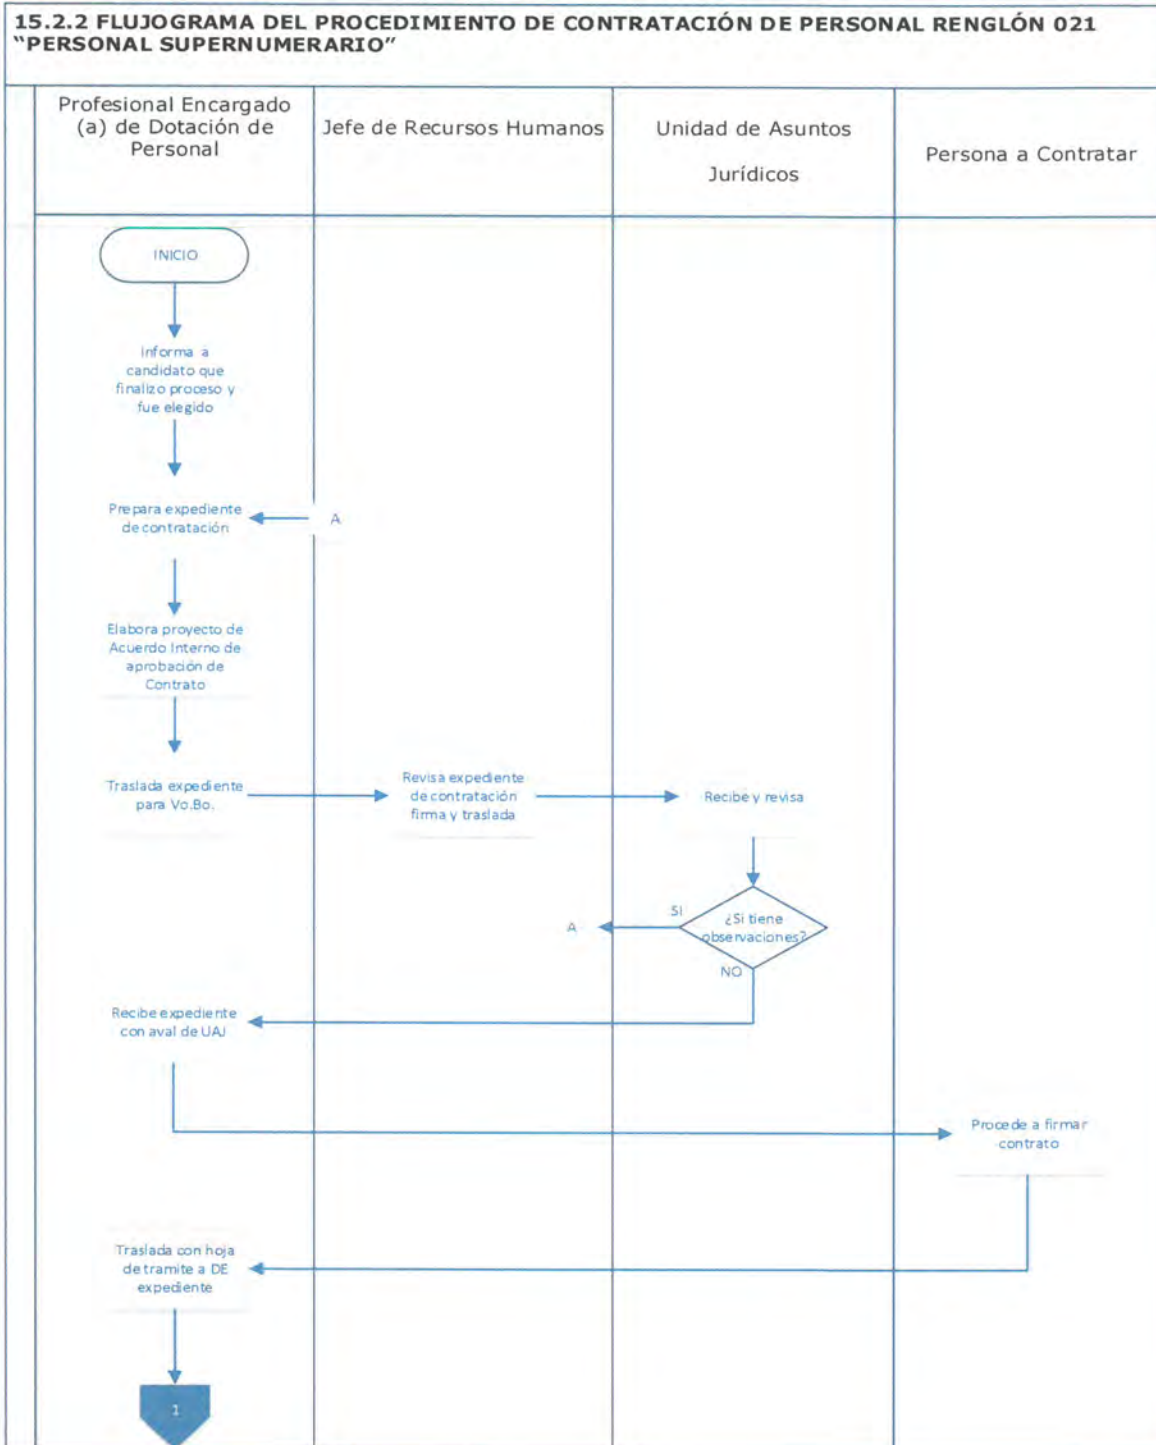 15.2.2 FLUJOGRAMA DEL PROCEDIMIENTO DE CONTRATACIÓN DE PERSONAL RENGLÓN 021
“PERSONAL SUPERNUMERARIO”
Profesional Encargado
(a) de Dotación de
Personal
Jefe de Recursos Humanos
Unidad de Asuntos
Jurídicos
Persona a Contratar
INICIO
Informa a
candidato que
finalizo proceso y
fue elegido
Prepara expediente
de contratación
A
Elabora proyecto de
Acuerdo Interno de
aprobación de
Contrato
Traslada expediente
para Vo.Bo.
Revisa expediente
de contratación
firma y traslada
Recibe y revisa
¿Si tiene
observaciones?
SI
A
NO
Recibe expediente
con aval de UAJ
Procede a firmar
contrato
Traslada con hoja
de tramite a DE
expediente
1